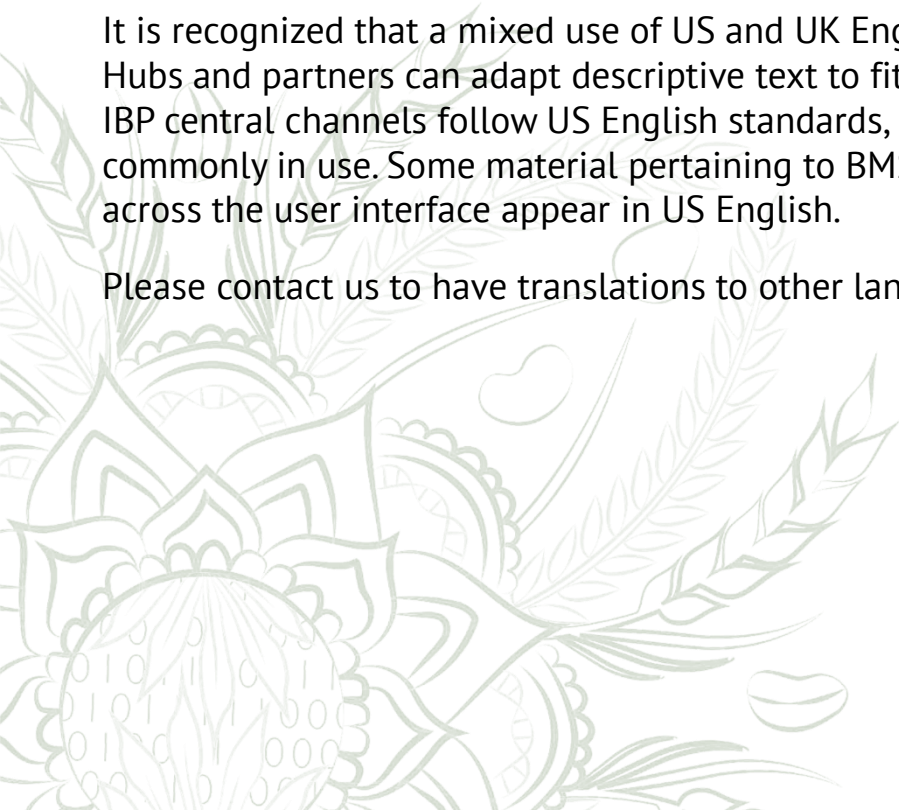 It is recognized that a mixed use of US and UK Eng
Hubs and partners can adapt descriptive text to fit
IBP central channels follow US English standards,
commonly in use. Some material pertaining to BMS
across the user interface appear in US English.
Please contact us to have translations to other lan